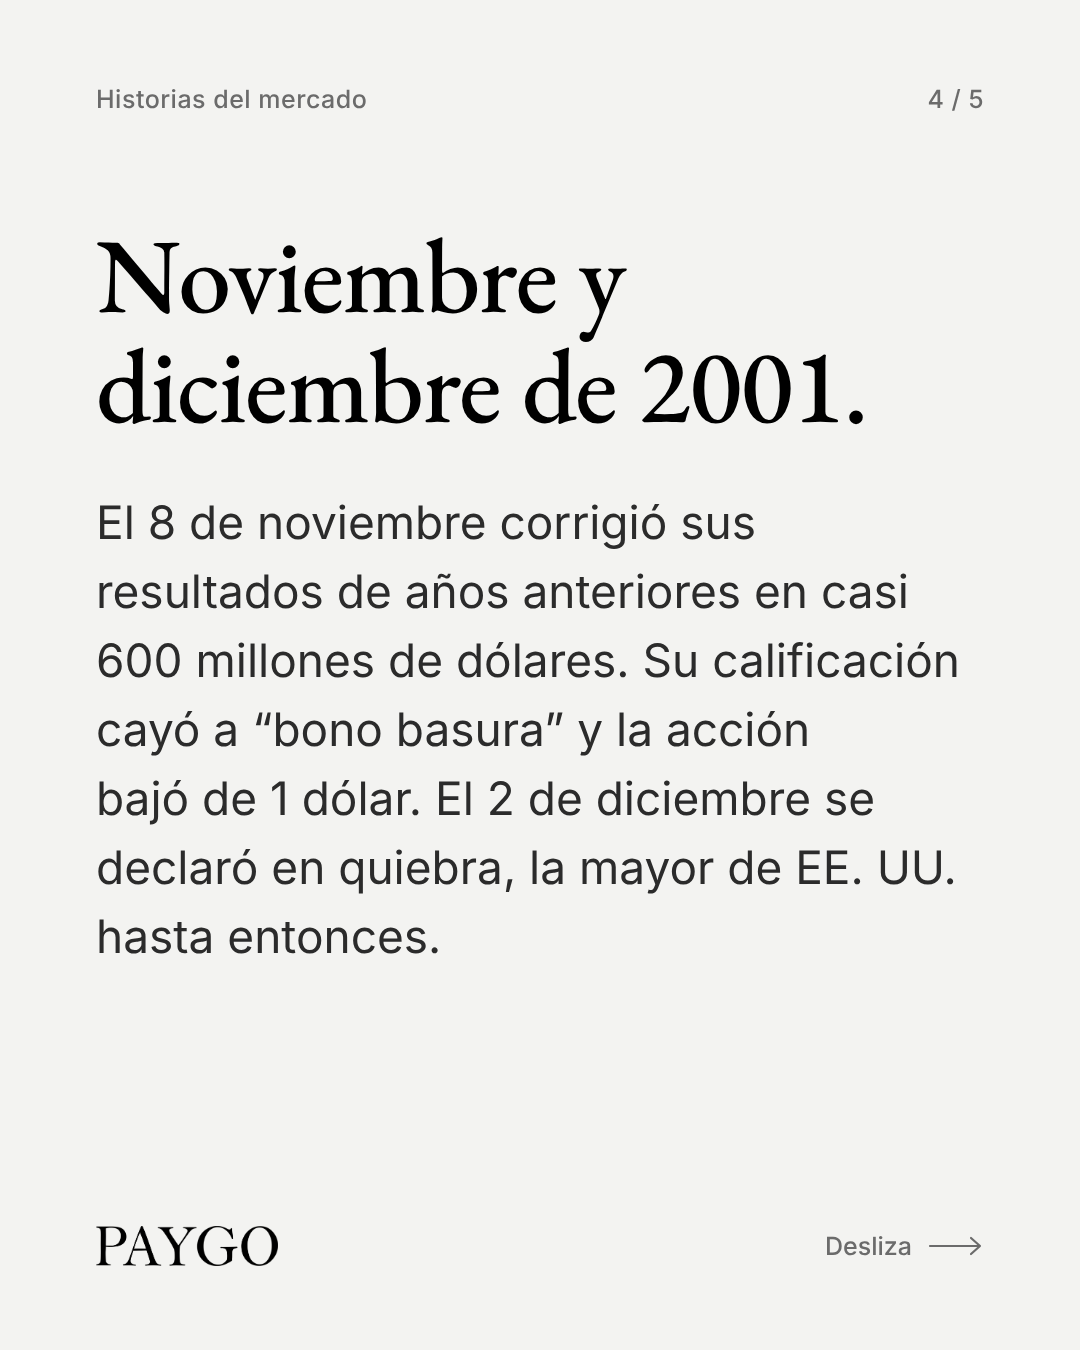 Historias del mercado
4 / 5
Noviembre y
diciembre de 2001.
El 8 de noviembre corrigió sus
resultados de años anteriores en casi
600 millones de dólares. Su calificación
cayó a “bono basura” y la acción
bajó de 1 dólar. El 2 de diciembre se
declaró en quiebra, la mayor de EE. UU.
hasta entonces.
PAYGO
Desliza →